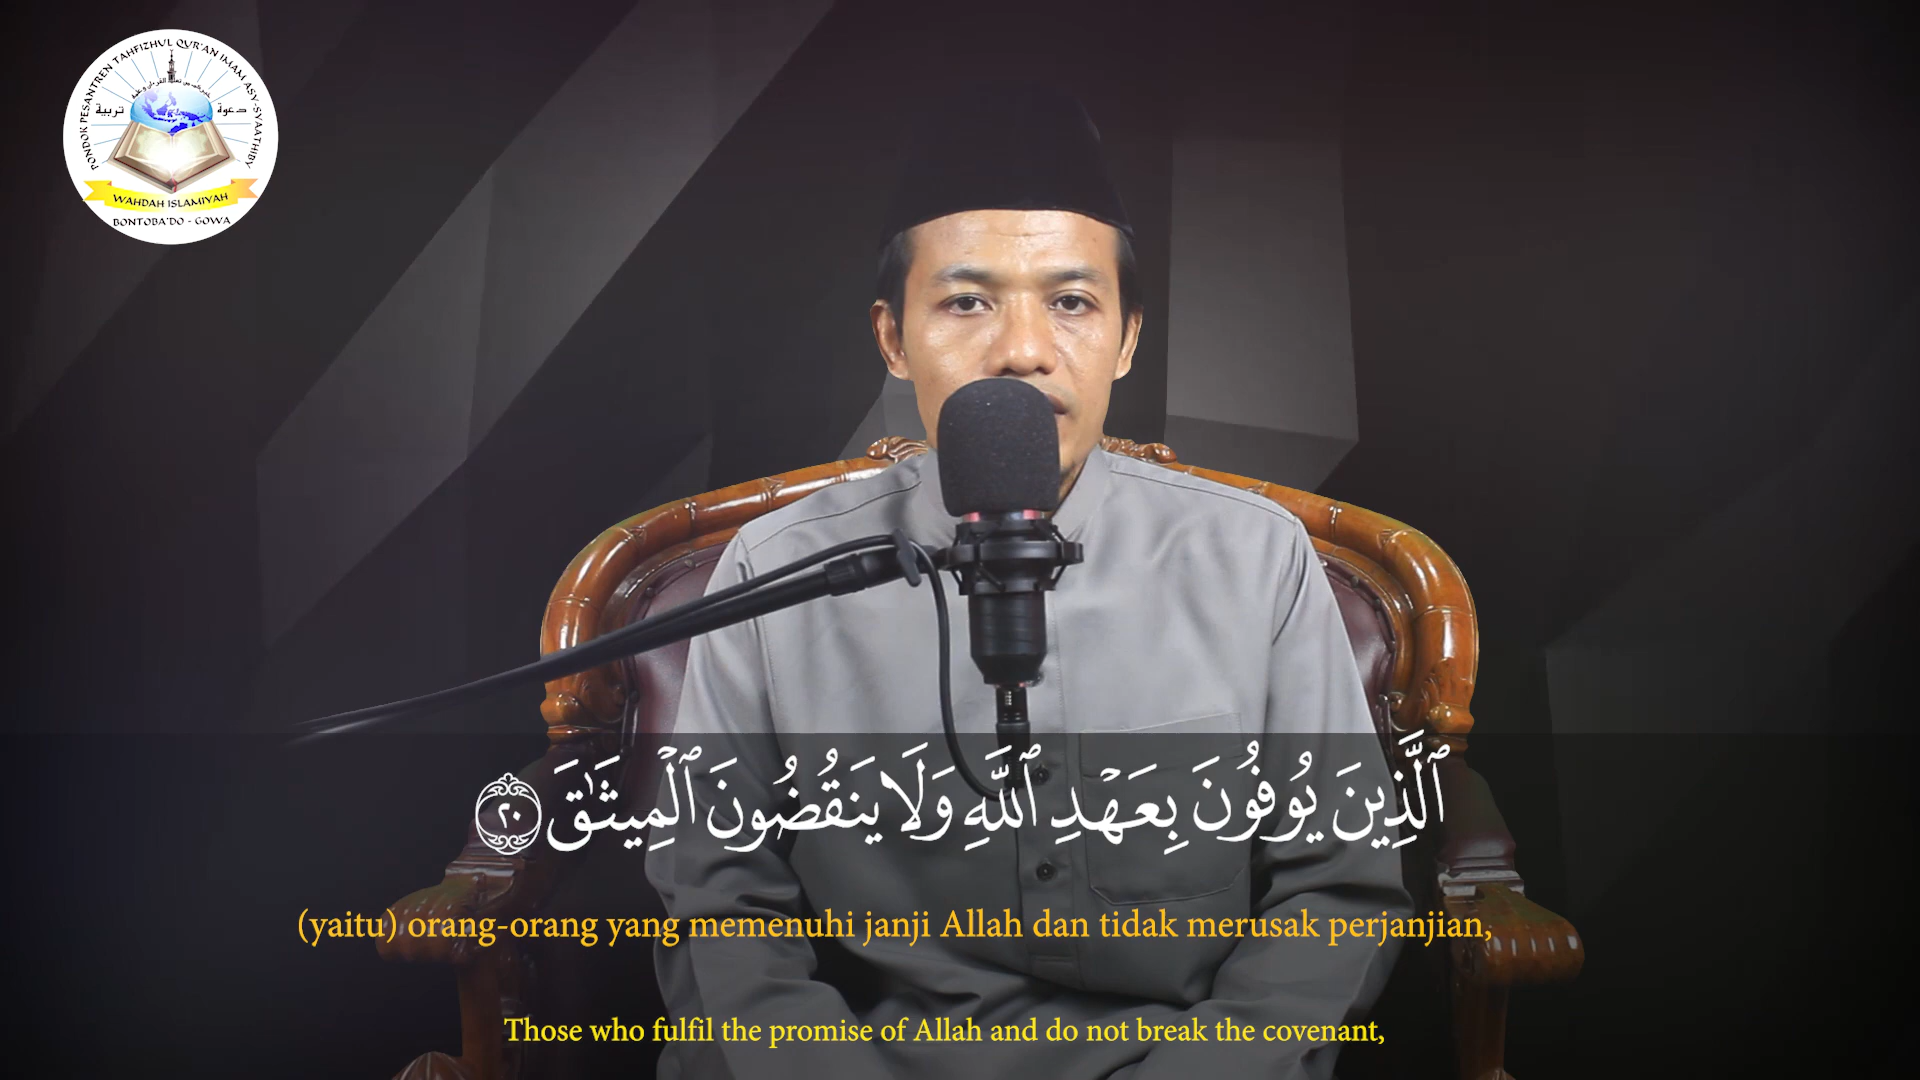 PONDOK PESANTREN TAHFIZHUL QUR'AN IMAM ASY-SYAATHIBY
تربية
دعوة
WAHDAH ISLAMIYAH
BONTOBA'DO - GOWA
ٱلَّذِينَ يُوفُونَ بِعَهْدِ ٱللَّهِ وَلَا يَنقُضُونَ ٱلْمِيثَٰقَ ٢٠
(yaitu) orang-orang yang memenuhi janji Allah dan tidak merusak perjanjian,
Those who fulfil the promise of Allah and do not break the covenant,